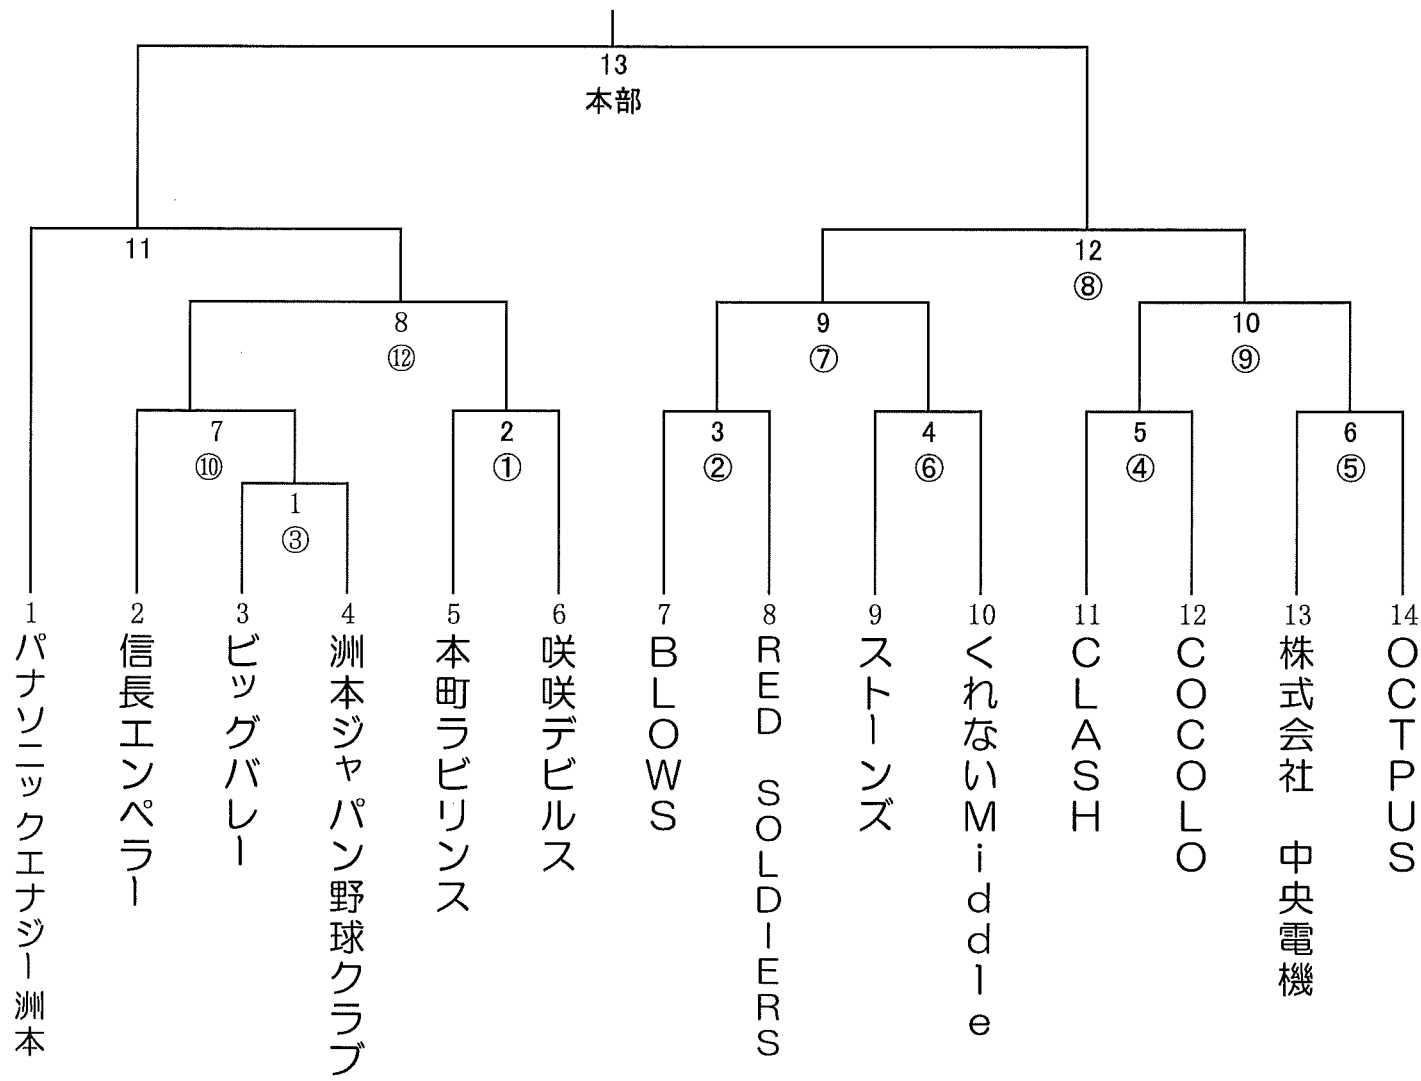 13
本部
11
12
⑧
8
⑫
9
⑦
10
⑨
7
⑩
2
①
3
②
4
⑥
5
④
6
⑤
1
③
1
パナソニックエナジー洲本
2
信長エンペラー
3
ビッグバレー
4
洲本ジャパン野球クラブ
5
本町ラビリンス
6
咲咲デビルス
7
BLOWS
8
RED SOLDIERS
9
ストーンズ
10
くれないMiddle
11
CLASH
12
COCOLO
13
株式会社 中央電機
14
OCTPUS